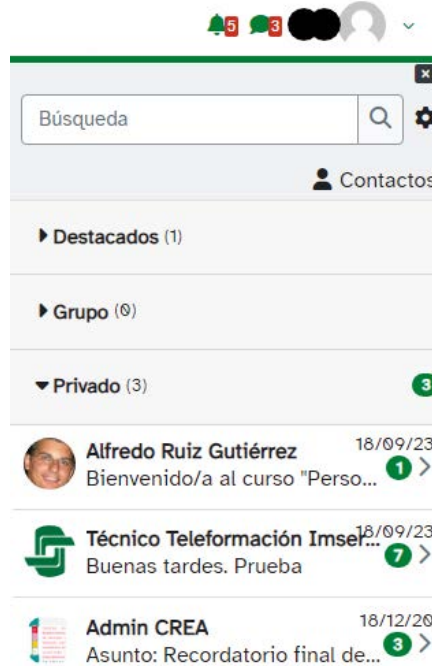 5 3
Búsqueda
Contactos
Destacados (1)
Grupo (0)
Privado (3) 3
Alfredo Ruiz Gutiérrez 18/09/23
Bienvenido/a al curso "Perso... 1
Técnico Teleformación Imser... 18/09/23
Buenas tardes. Prueba 7
Admin CREA 18/12/20
Asunto: Recordatorio final de... 3